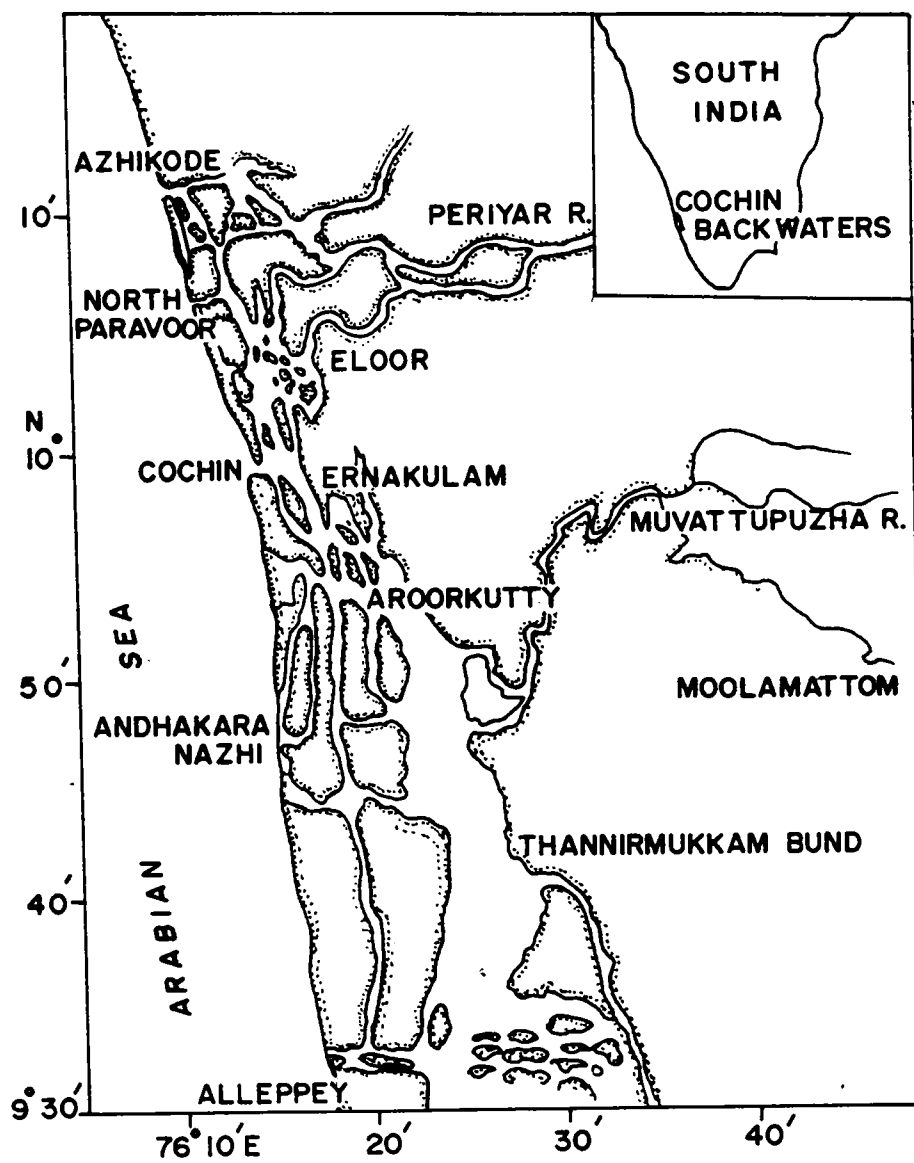 SOUTH
INDIA
COCHIN
BACKWATERS
AZHIKODE
10′
PERIYAR R.
NORTH
PARAVOOR
ELOOR
N
10°
COCHIN
ERNAKULAM
MUVATTUPUZHA R.
AROORKUTTY
SEA
50′
MOOLAMATTOM
ANDHAKARA
NAZHI
THANNIRMUKKAM BUND
40′
ARABIAN
ALLEPPEY
9° 30′
76° 10′ E
20′
30′
40′